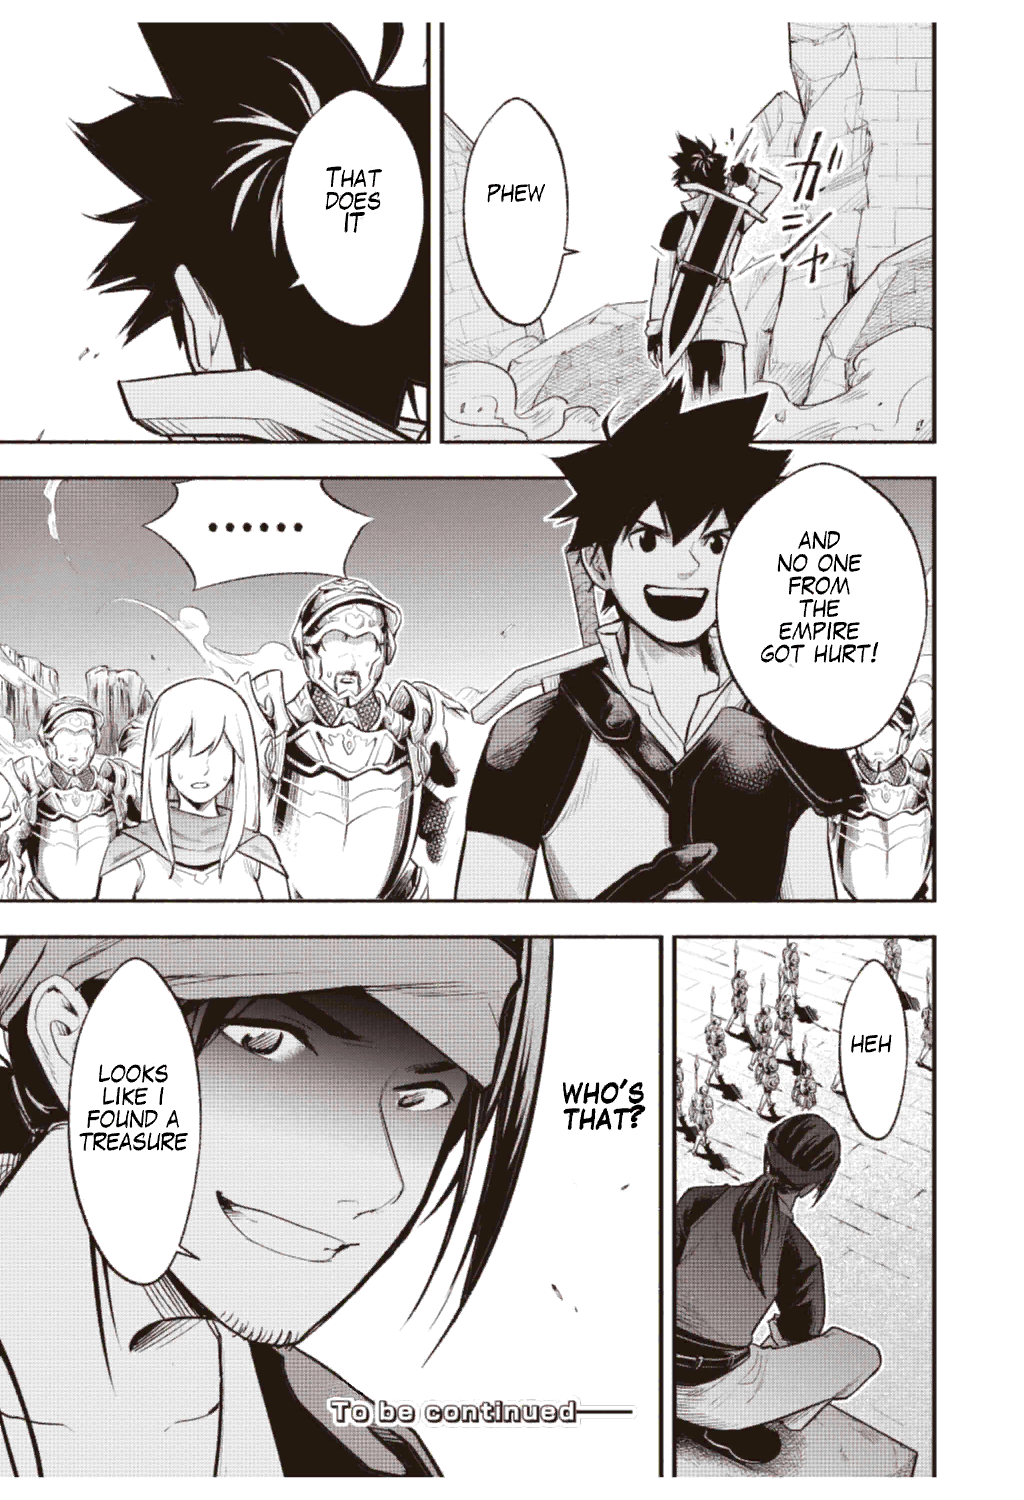 PHEW
ガシャ
THAT
DOES
IT
AND
NO ONE
FROM
THE
EMPIRE
GOT HURT!
••••••
HEH
WHO'S
THAT?
LOOKS
LIKE I
FOUND A
TREASURE
To be continued——